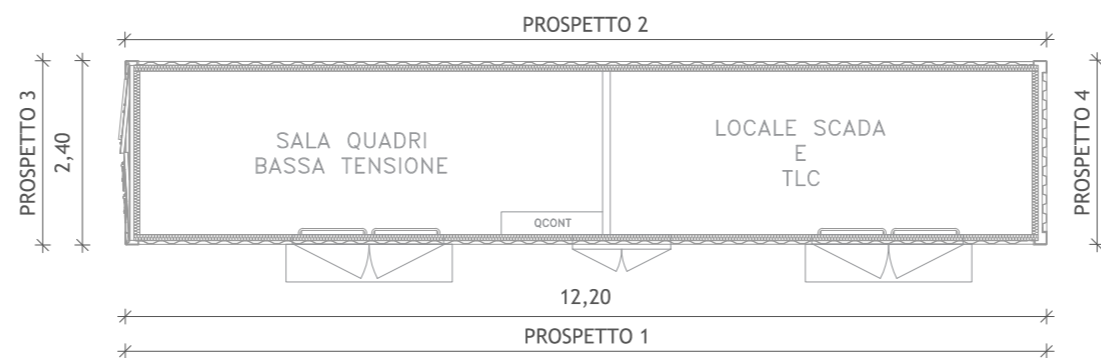 PROSPETTO 2
PROSPETTO 3
2,40
SALA QUADRI
BASSA TENSIONE
LOCALE SCADA
E
TLC
PROSPETTO 4
QCONT
12,20
PROSPETTO 1